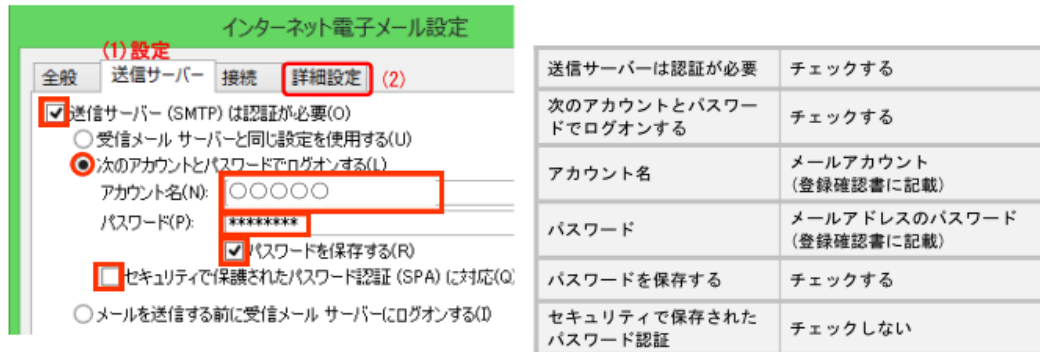 インターネット電子メール設定
(1)設定
全般 送信サーバー 接続 詳細設定 (2)
送信サーバー (SMTP) は認証が必要(O)
受信メール サーバーと同じ設定を使用する(U)
次のアカウントとパスワードでログオンする(L)
アカウント名(N): ○○○○○
パスワード(P): ********
パスワードを保存する(R)
セキュリティで保護されたパスワード認証 (SPA) に対応(Q)
メールを送信する前に受信メール サーバーにログオンする(I)
送信サーバーは認証が必要 チェックする
次のアカウントとパスワー
ドでログオンする
チェックする
アカウント名
メールアカウント
(登録確認書に記載)
パスワード
メールアドレスのパスワード
(登録確認書に記載)
パスワードを保存する チェックする
セキュリティで保存された
パスワード認証
チェックしない